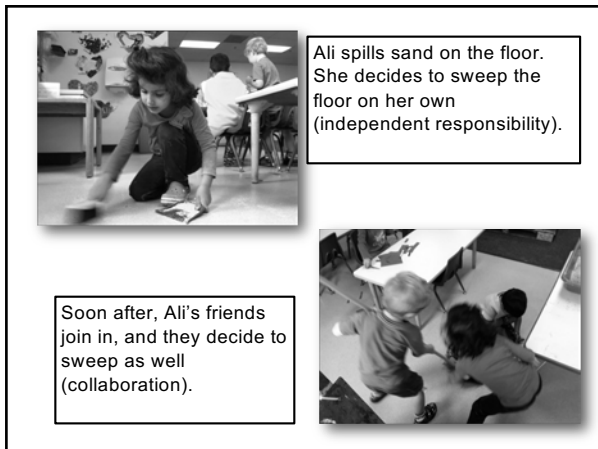 Ali spills sand on the floor.
She decides to sweep the
floor on her own
(independent responsibility).
Soon after, Ali's friends
join in, and they decide to
sweep as well
(collaboration).